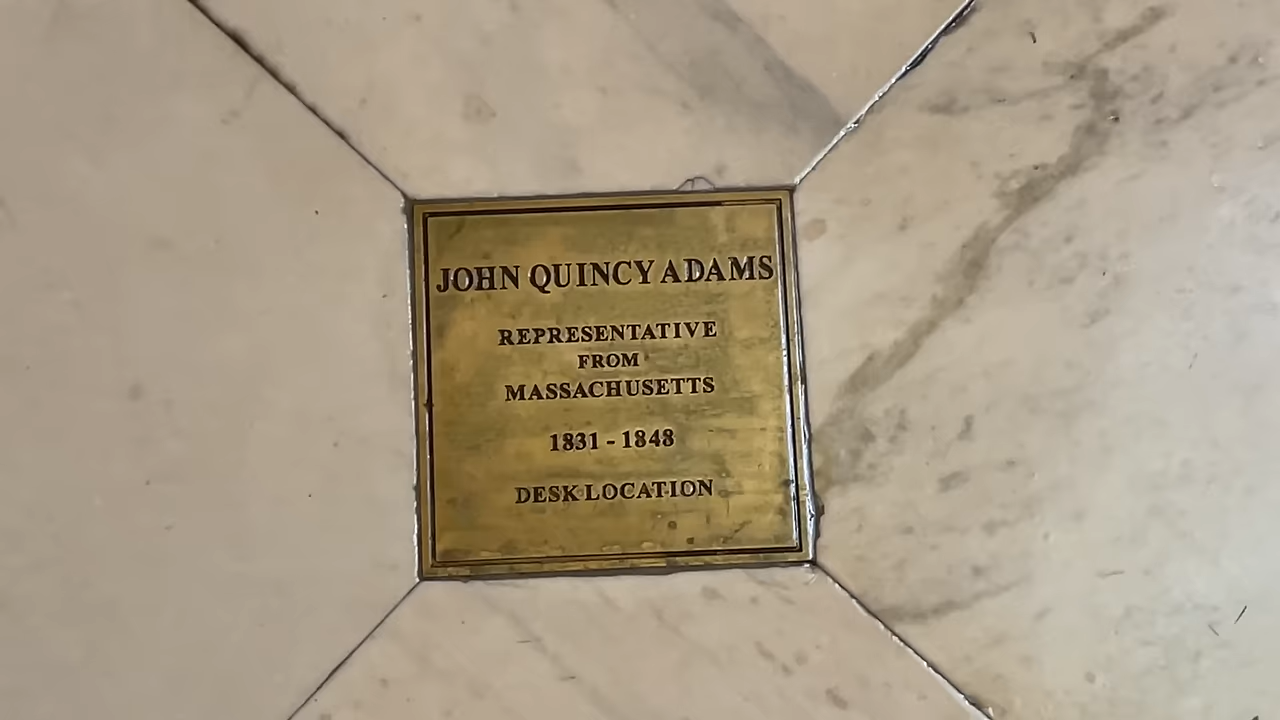 JOHN QUINCY ADAMS
REPRESENTATIVE
FROM
MASSACHUSETTS
1831 - 1848
DESK LOCATION